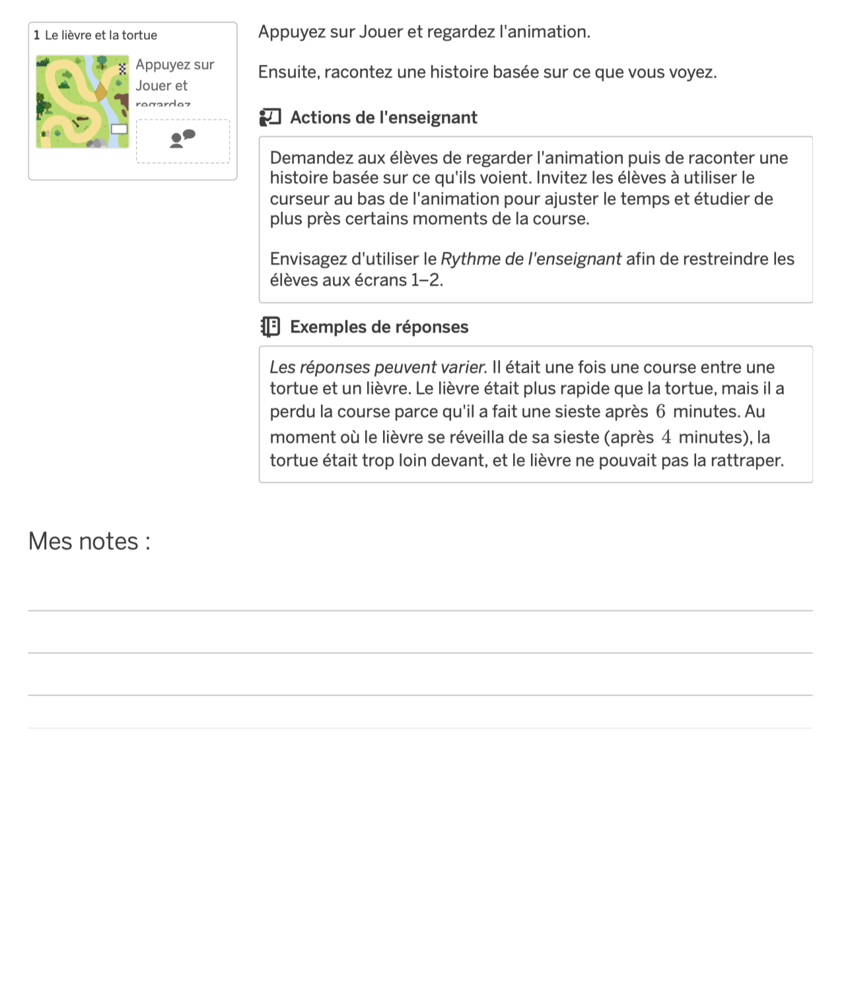 1 Le lièvre et la tortue
Appuyez sur
Jouer et
regardez
Appuyez sur Jouer et regardez l'animation.
Ensuite, racontez une histoire basée sur ce que vous voyez.
Actions de l'enseignant
Demandez aux élèves de regarder l'animation puis de raconter une
histoire basée sur ce qu'ils voient. Invitez les élèves à utiliser le
curseur au bas de l'animation pour ajuster le temps et étudier de
plus près certains moments de la course.
Envisagez d'utiliser le Rythme de l'enseignant afin de restreindre les
élèves aux écrans 1–2.
Exemples de réponses
Les réponses peuvent varier. Il était une fois une course entre une
tortue et un lièvre. Le lièvre était plus rapide que la tortue, mais il a
perdu la course parce qu'il a fait une sieste après 6 minutes. Au
moment où le lièvre se réveilla de sa sieste (après 4 minutes), la
tortue était trop loin devant, et le lièvre ne pouvait pas la rattraper.
Mes notes :